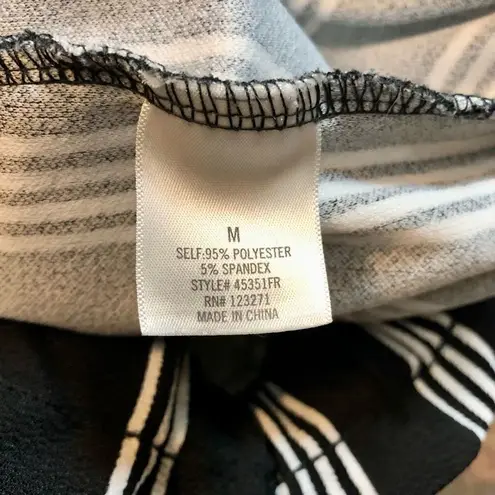 M
SELF:95% POLYESTER
5% SPANDEX
STYLE# 45351FR
RN# 123271
MADE IN CHINA